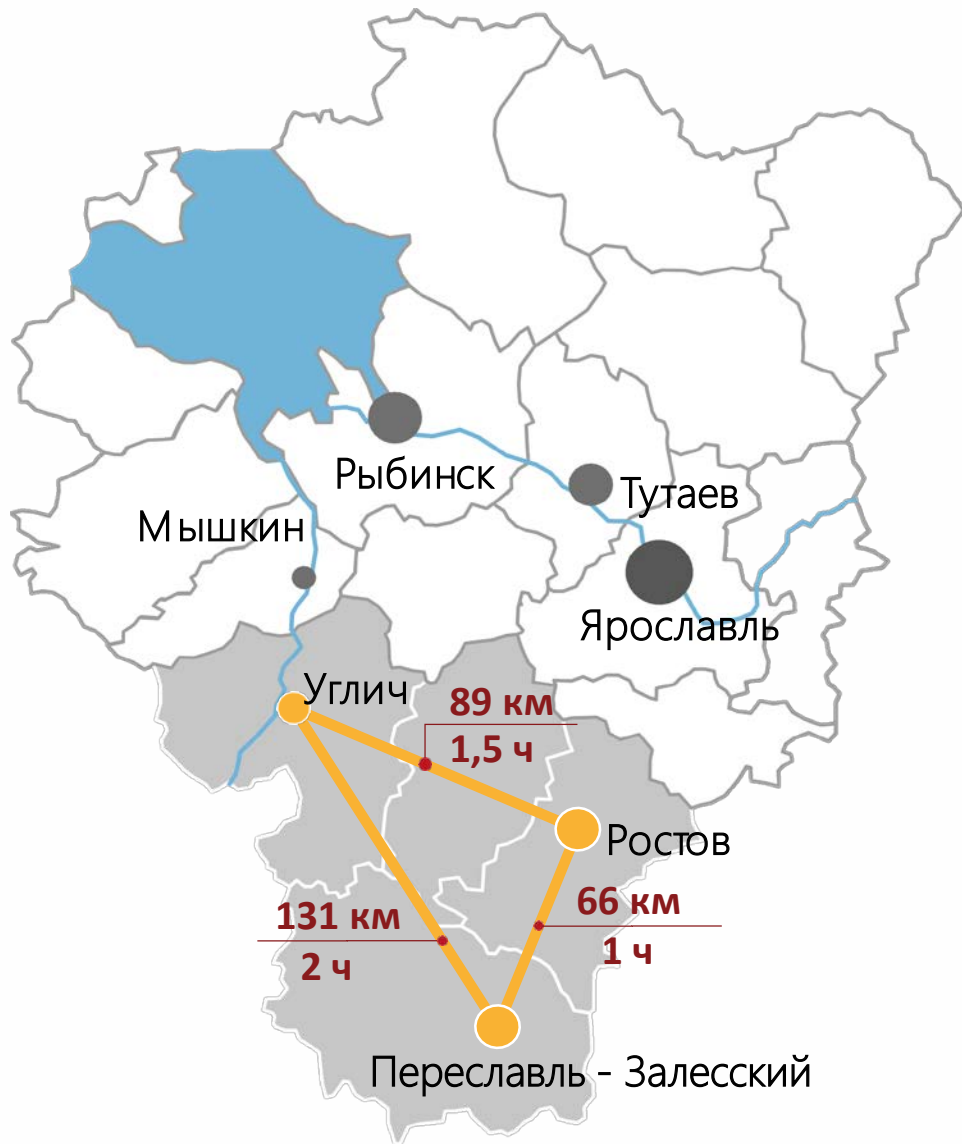 Рыбинск
Тутаев
Мышкин
Ярославль
Углич
89 км
1,5 ч
Ростов
131 км
2 ч
66 км
1 ч
Переславль - Залесский